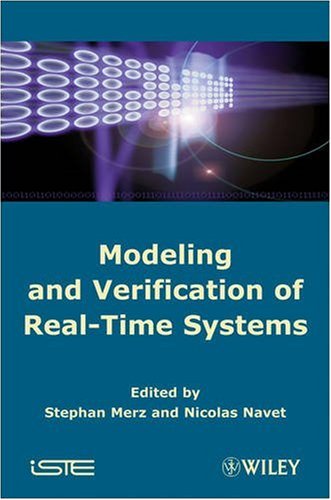 Modeling
and Verification of
Real-Time Systems
Edited by
Stephan Merz and Nicolas Navet
iSTE
WILEY